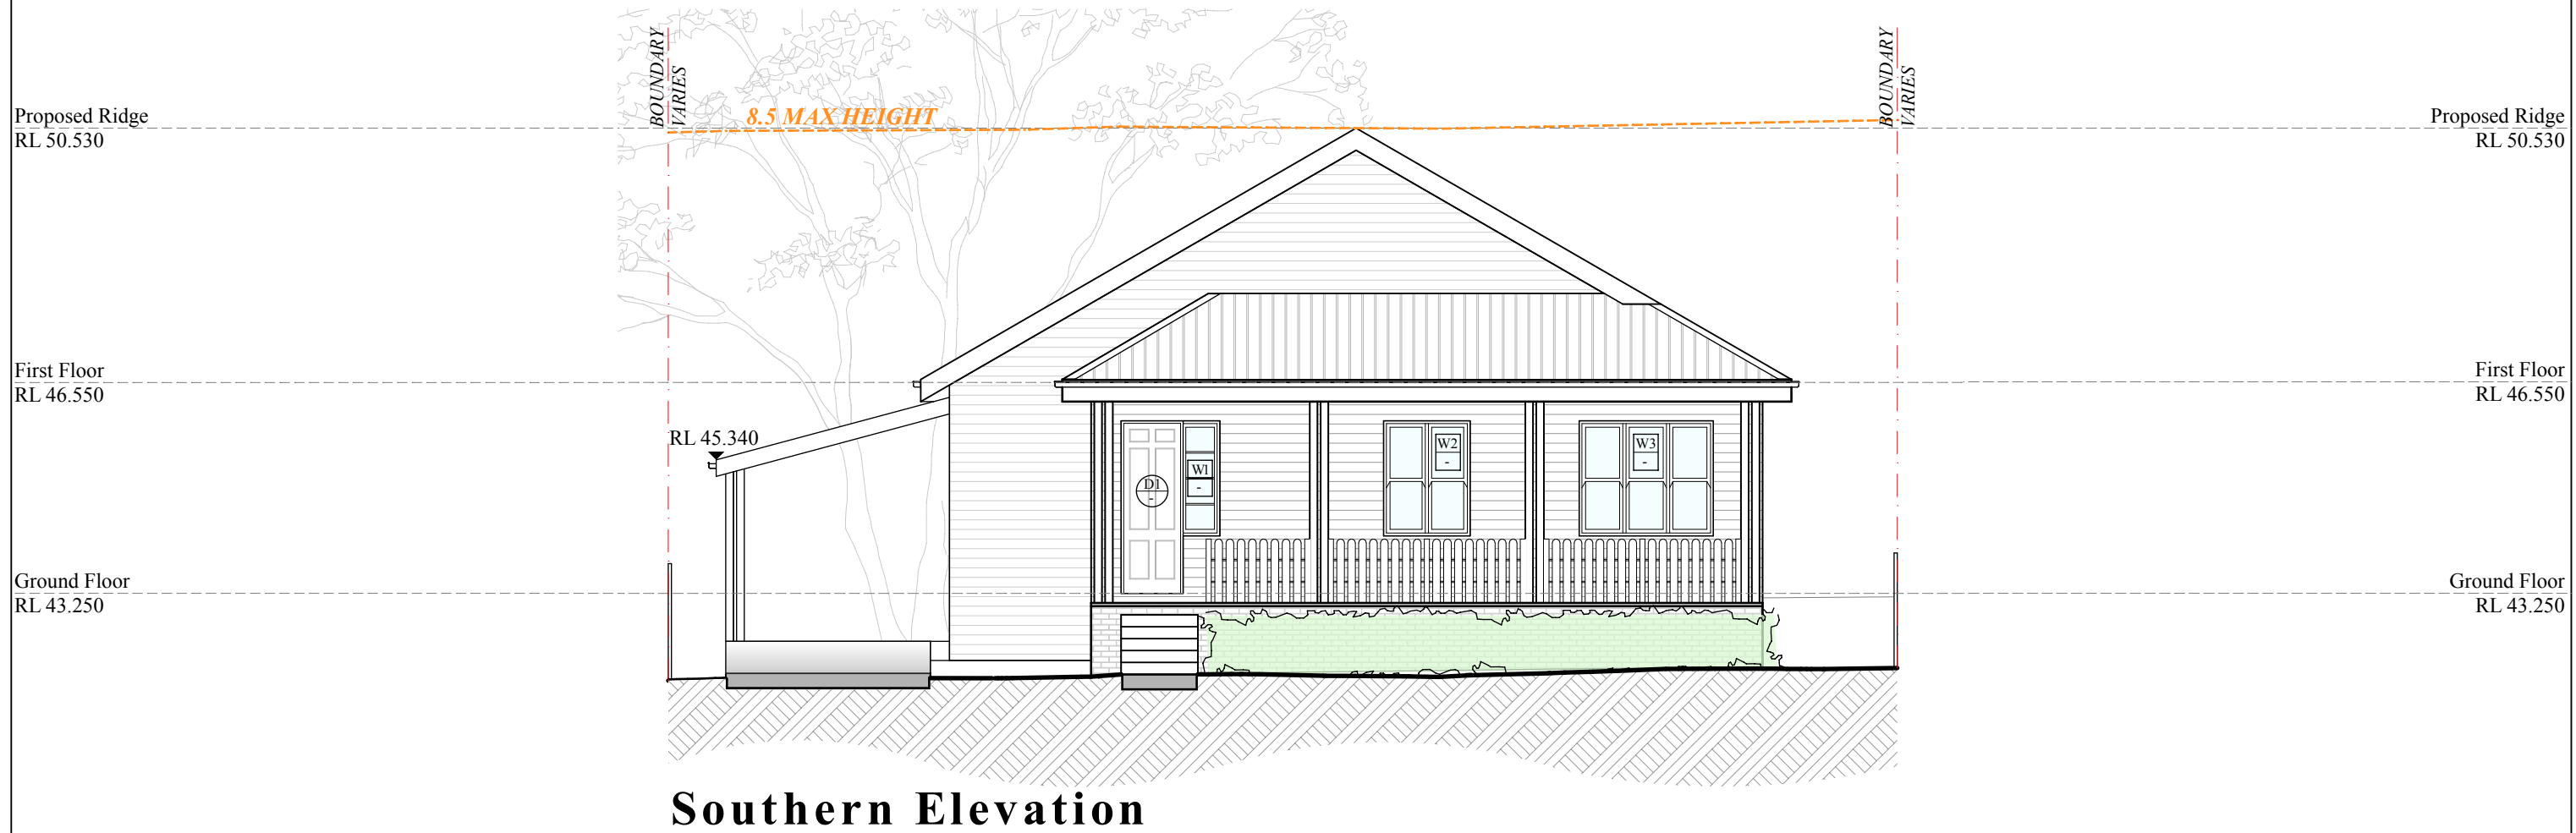 BOUNDARY
VARIES
BOUNDARY
VARIES
8.5 MAX HEIGHT
Proposed Ridge
RL 50.530
Proposed Ridge
RL 50.530
First Floor
RL 46.550
First Floor
RL 46.550
RL 45.340
W1
-
W2
-
W3
-
D1
-
Ground Floor
RL 43.250
Ground Floor
RL 43.250
Southern Elevation